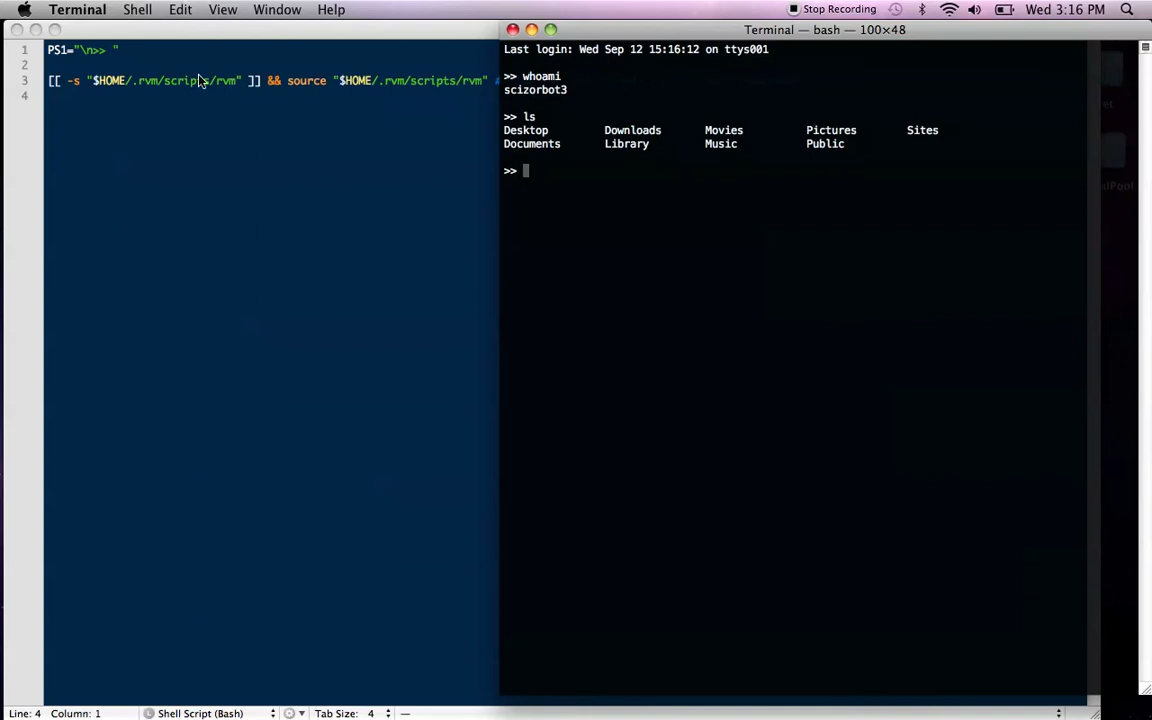 Terminal Shell Edit View Window Help Stop Recording Wed 3:16 PM
1 PS1="\n>> "
2
3 [[ -s "$HOME/.rvm/scripts/rvm" ]] && source "$HOME/.rvm/scripts/rvm" #
4
Line: 4 Column: 1 Shell Script (Bash) Tab Size: 4 —
Terminal — bash — 100×48
Last login: Wed Sep 12 15:16:12 on ttys001
>> whoami
scizorbot3
>> ls
Desktop Downloads Movies Pictures Sites
Documents Library Music Public
>>